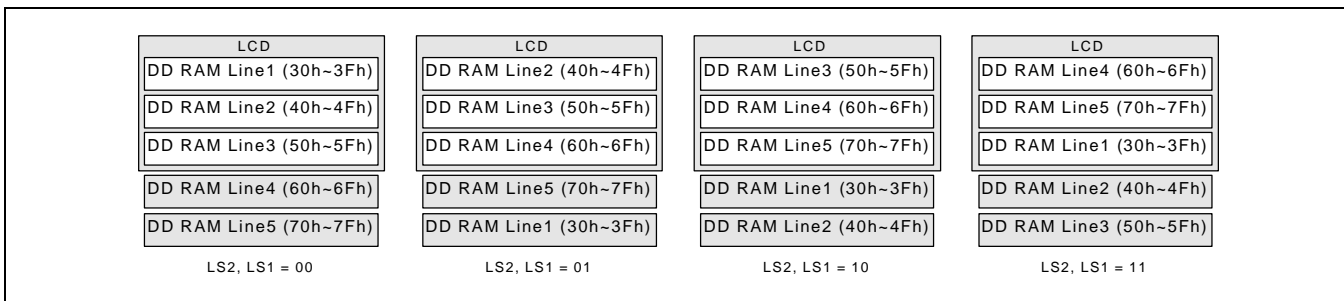 LCD
DD RAM Line1 (30h~3Fh)
DD RAM Line2 (40h~4Fh)
DD RAM Line3 (50h~5Fh)
DD RAM Line4 (60h~6Fh)
DD RAM Line5 (70h~7Fh)
LS2, LS1 = 00
LCD
DD RAM Line2 (40h~4Fh)
DD RAM Line3 (50h~5Fh)
DD RAM Line4 (60h~6Fh)
DD RAM Line5 (70h~7Fh)
DD RAM Line1 (30h~3Fh)
LS2, LS1 = 01
LCD
DD RAM Line3 (50h~5Fh)
DD RAM Line4 (60h~6Fh)
DD RAM Line5 (70h~7Fh)
DD RAM Line1 (30h~3Fh)
DD RAM Line2 (40h~4Fh)
LS2, LS1 = 10
LCD
DD RAM Line4 (60h~6Fh)
DD RAM Line5 (70h~7Fh)
DD RAM Line1 (30h~3Fh)
DD RAM Line2 (40h~4Fh)
DD RAM Line3 (50h~5Fh)
LS2, LS1 = 11